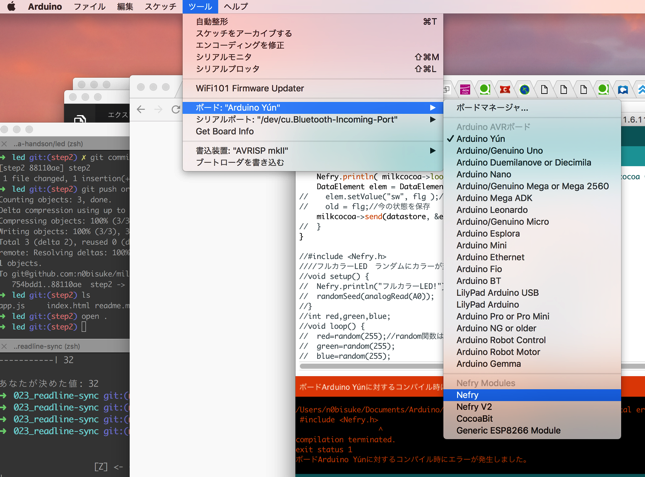 Arduino ファイル 編集 スケッチ ツール ヘルプ
自動整形 ⌘T
スケッチをアーカイブする
エンコーディングを修正
シリアルモニタ ⇧⌘M
シリアルプロッタ ⇧⌘L
WiFi101 Firmware Updater
ボード: "Arduino Yún" ▶
シリアルポート: "/dev/cu.Bluetooth-Incoming-Port" ▶
Get Board Info
書込装置: "AVRISP mkII" ▶
ブートローダを書き込む
ボードマネージャ...
Arduino AVRボード
✓ Arduino Yún
Arduino/Genuino Uno
Arduino Duemilanove or Diecimila
Arduino Nano
Arduino/Genuino Mega or Mega 2560
Arduino Mega ADK
Arduino Leonardo
Arduino/Genuino Micro
Arduino Esplora
Arduino Mini
Arduino Ethernet
Arduino Fio
Arduino BT
LilyPad Arduino USB
LilyPad Arduino
Arduino Pro or Pro Mini
Arduino NG or older
Arduino Robot Control
Arduino Robot Motor
Arduino Gemma
Nefry Modules
Nefry
Nefry V2
CocoaBit
Generic ESP8266 Module
エクス
1.6.11
..a-handson/led (zsh)
➜ led git:(step2) ✗ git commi
[step2 88110ae] step2
1 file changed, 1 insertion(+
➜ led git:(step2) git push or
Counting objects: 3, done.
Delta compression using up to
Compressing objects: 100% (3/3
Writing objects: 100% (3/3), 3
Total 3 (delta 2), reused 0 (d
remote: Resolving deltas: 100%
1 objects.
To git@github.com:n0bisuke/mil
754bdd1..88110ae step2 ->
➜ led git:(step2) ls
app.js index.html readme.m
➜ led git:(step2) open .
➜ led git:(step2)
..readline-sync (zsh)
-----------| 32
あなたが決めた値: 32
➜ 023_readline-sync git:(
➜ 023_readline-sync git:(
➜ 023_readline-sync git:(
➜ 023_readline-sync git:(
[Z] <-
Nefry.println( milkcocoa->loo
DataElement elem = DataElemen
// elem.setValue("sw", flg );/
// old = flg;//今の状態を保存
milkcocoa->send(datastore, &e
// }
}
//#include <Nefry.h>
////フルカラーLED ランダムにカラーが
//void setup() {
// Nefry.println("フルカラーLED!"
// randomSeed(analogRead(A0));
//}
//int red,green,blue;
//void loop() {
// red=random(255);//random関数は
// green=random(255);
// blue=random(255);
cocoa
ボードArduino Yúnに対するコンパイル時に
/Users/n0bisuke/Documents/Arduino/
#include <Nefry.h>
^
compilation terminated.
exit status 1
ボードArduino Yúnに対するコンパイル時にエラーが発生しました。